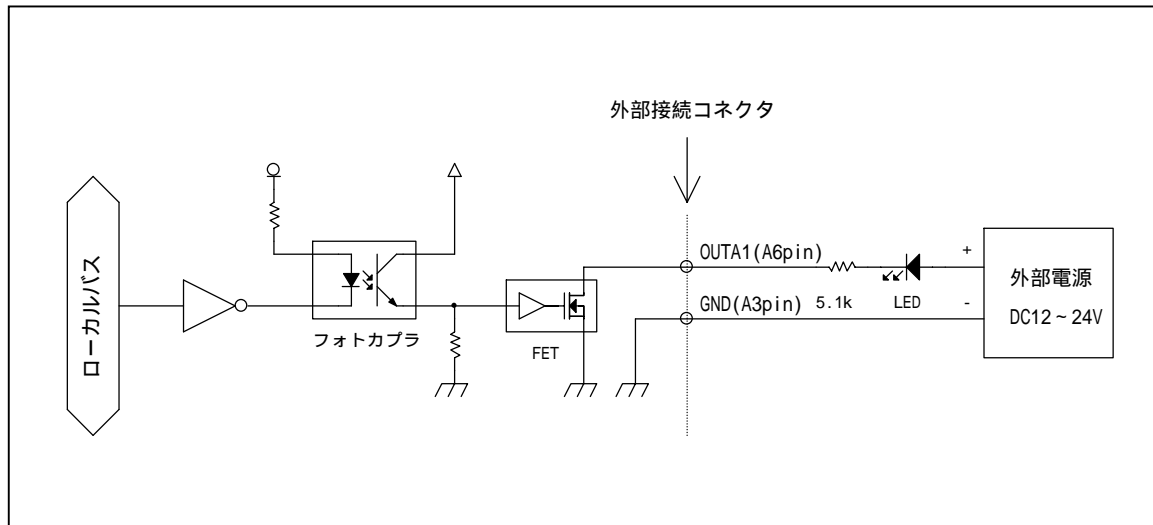 外部接続コネクタ
ローカルバス
フォトカプラ
FET
OUTA1(A6pin)
GND(A3pin)
5.1k
LED
+
-
外部電源
DC12～24V